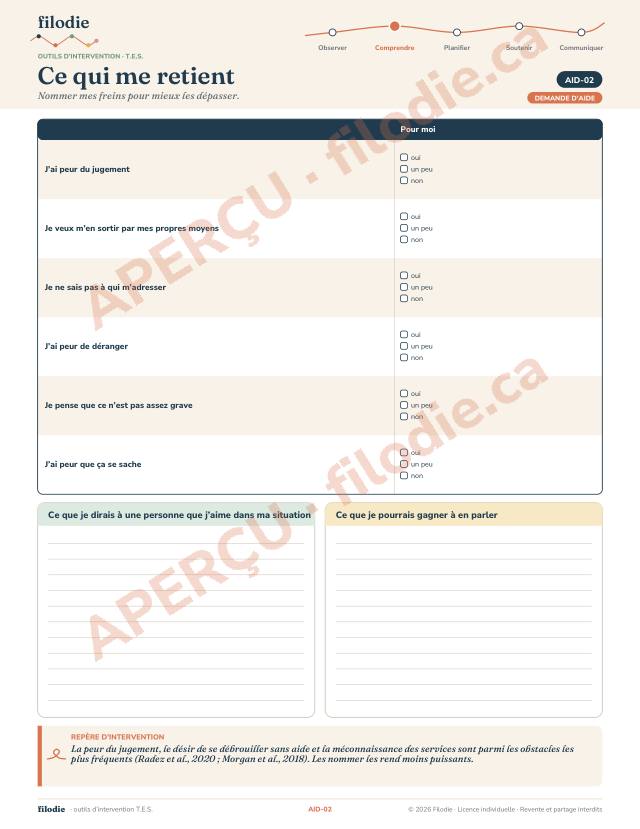 filodie
Observer
Comprendre
Planifier
Soutenir
Communiquer
OUTILS D'INTERVENTION · T.E.S.
Ce qui me retient
Nommer mes freins pour mieux les dépasser.
AID-02
DEMANDE D'AIDE
Pour moi
J'ai peur du jugement
oui
un peu
non
Je veux m'en sortir par mes propres moyens
oui
un peu
non
Je ne sais pas à qui m'adresser
oui
un peu
non
J'ai peur de déranger
oui
un peu
non
Je pense que ce n'est pas assez grave
oui
un peu
non
J'ai peur que ça se sache
oui
un peu
non
APERÇU · filodie.ca
APERÇU · filodie.ca
Ce que je dirais à une personne que j'aime dans ma situation
Ce que je pourrais gagner à en parler
REPÈRE D'INTERVENTION
La peur du jugement, le désir de se débrouiller sans aide et la méconnaissance des services sont parmi les obstacles les
plus fréquents (Radez et al., 2020 ; Morgan et al., 2018). Les nommer les rend moins puissants.
filodie · outils d'intervention T.E.S.
AID-02
© 2026 Filodie · Licence individuelle · Revente et partage interdits